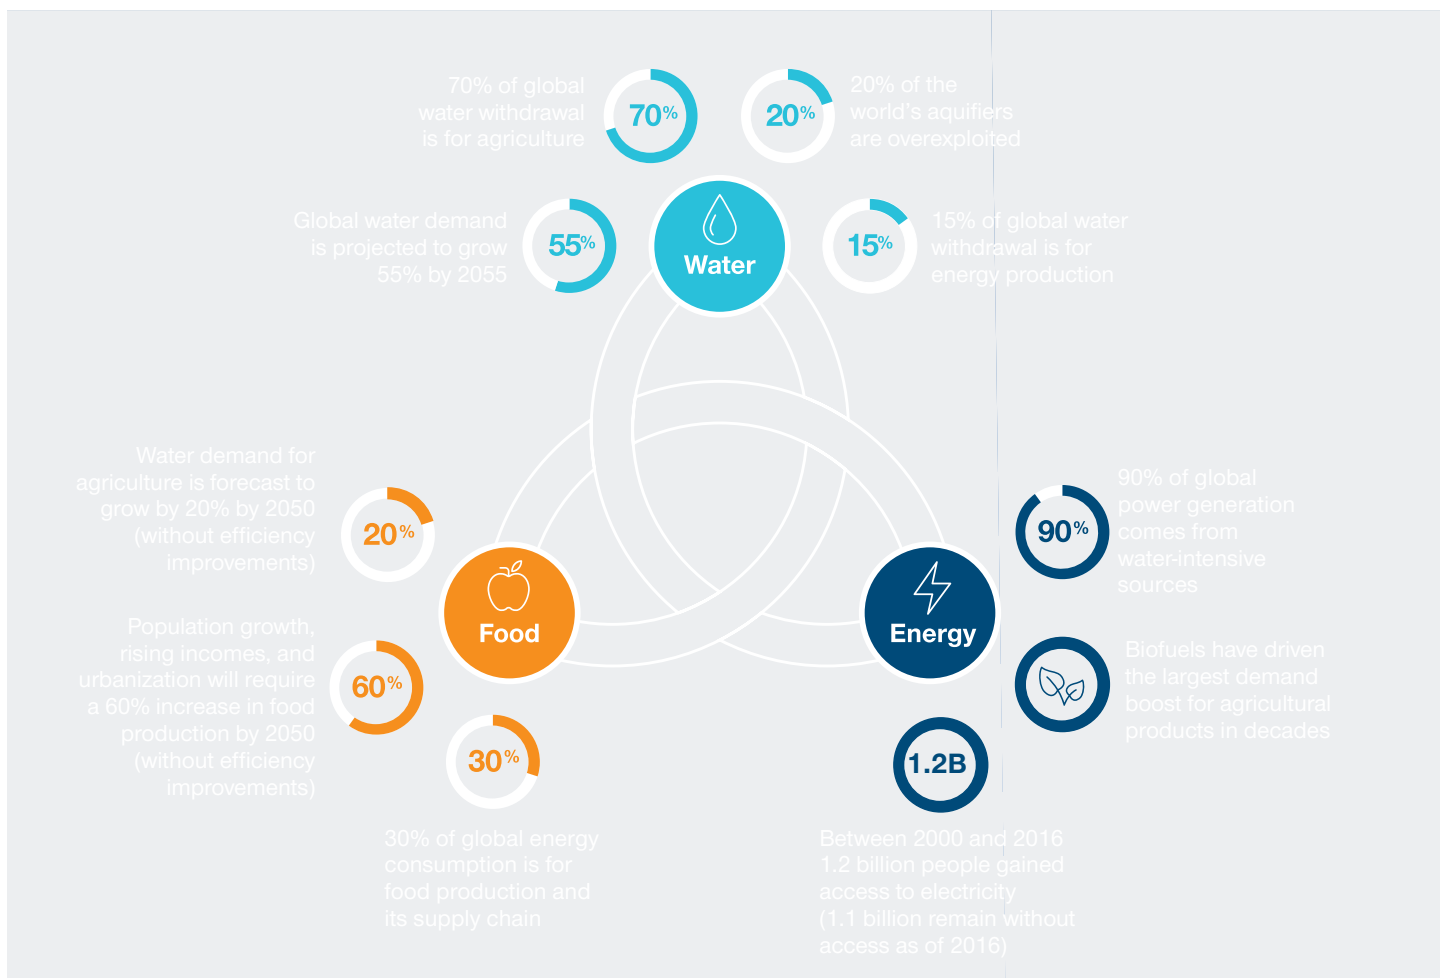 70% of global
water withdrawal
is for agriculture
70%
20%
20% of the
world's aquifiers
are overexploited
Global water demand
is projected to grow
55% by 2055
55%
Water
15%
15% of global water
withdrawal is for
energy production
Water demand for
agriculture is forecast to
grow by 20% by 2050
(without efficiency
improvements)
20%
Population growth,
rising incomes, and
urbanization will require
a 60% increase in food
production by 2050
(without efficiency
improvements)
60%
Food
30%
30% of global energy
consumption is for
food production and
its supply chain
Energy
90%
90% of global
power generation
comes from
water-intensive
sources
Biofuels have driven
the largest demand
boost for agricultural
products in decades
1.2B
Between 2000 and 2016
1.2 billion people gained
access to electricity
(1.1 billion remain without
access as of 2016)